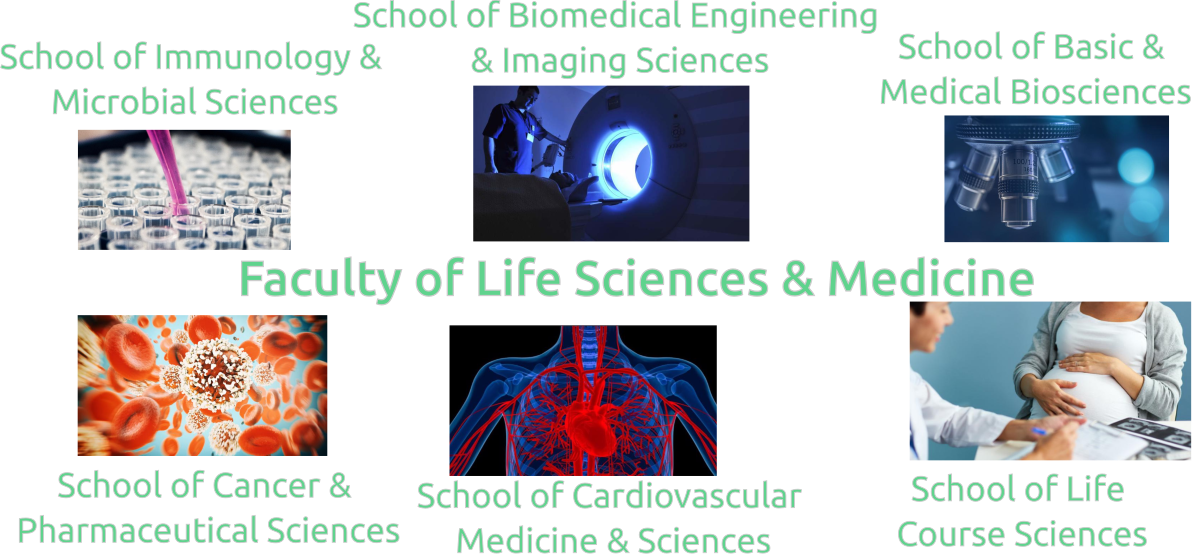 School of Immunology &
Microbial Sciences
School of Biomedical Engineering
& Imaging Sciences
School of Basic &
Medical Biosciences
Faculty of Life Sciences & Medicine
School of Cancer &
Pharmaceutical Sciences
School of Cardiovascular
Medicine & Sciences
School of Life
Course Sciences